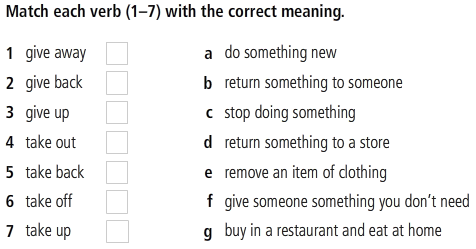 Match each verb (1–7) with the correct meaning.
1 give away a do something new
2 give back b return something to someone
3 give up c stop doing something
4 take out d return something to a store
5 take back e remove an item of clothing
6 take off f give someone something you don't need
7 take up g buy in a restaurant and eat at home